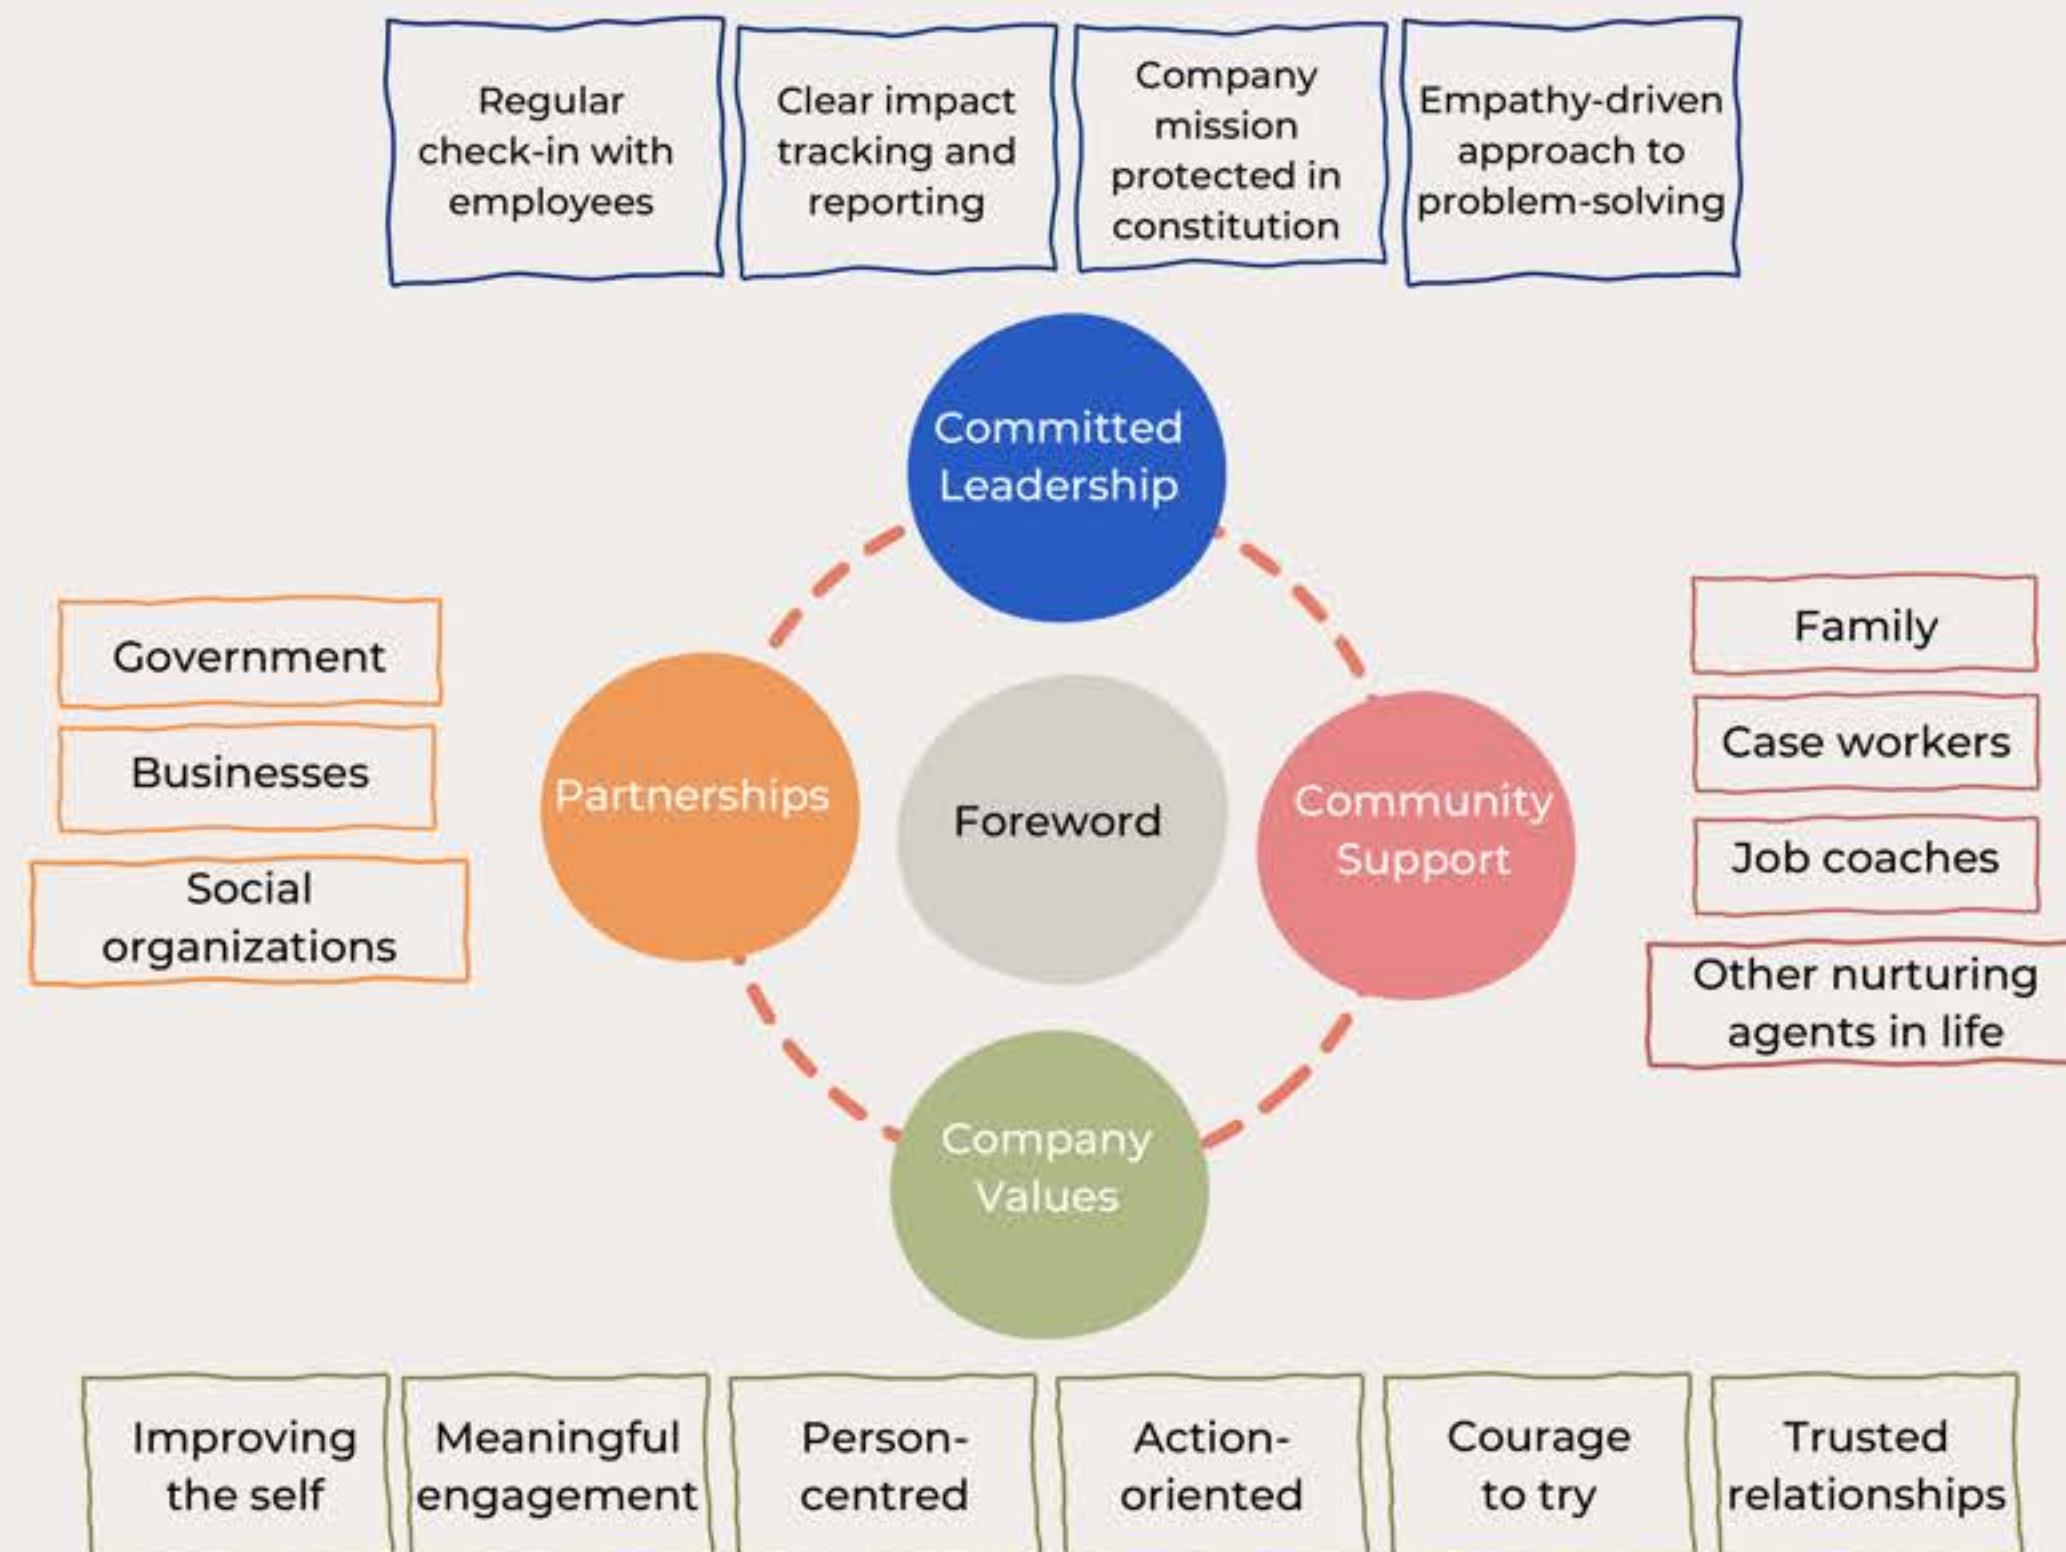 Regular
check-in with
employees
Clear impact
tracking and
reporting
Company
mission
protected in
constitution
Empathy-driven
approach to
problem-solving
Committed
Leadership
Government
Businesses
Social
organizations
Partnerships
Foreword
Community
Support
Family
Case workers
Job coaches
Other nurturing
agents in life
Company
Values
Improving
the self
Meaningful
engagement
Person-
centred
Action-
oriented
Courage
to try
Trusted
relationships